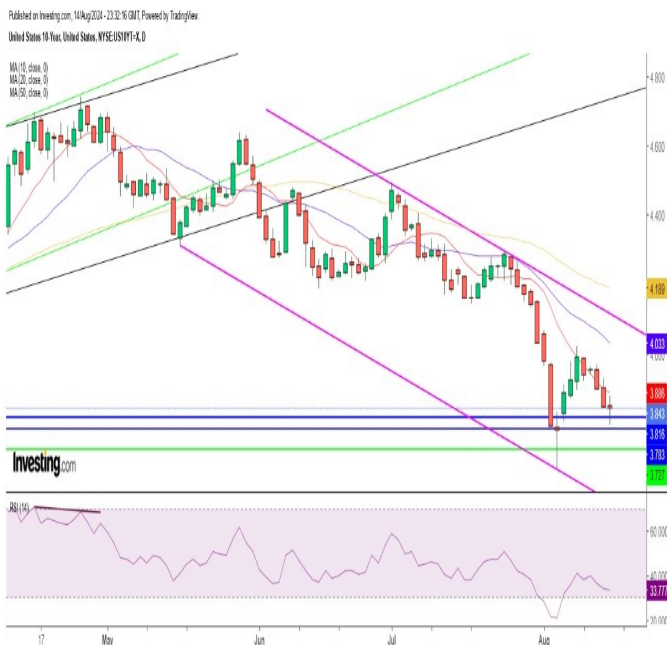 Published on Investing.com, 14/Aug/2024 - 23:32:16 GMT, Powered by TradingView.
United States 10-Year, United States, NYSE:US10YT=X, D
MA (10, close, 0)
MA (20, close, 0)
MA (50, close, 0)
4.800
4.600
4.400
4.189
4.033
4.000
3.886
3.843
3.816
3.783
3.727
Investing.com
RSI (14)
60.000
40.000
33.777
20.000
17 May Jun Jul Aug